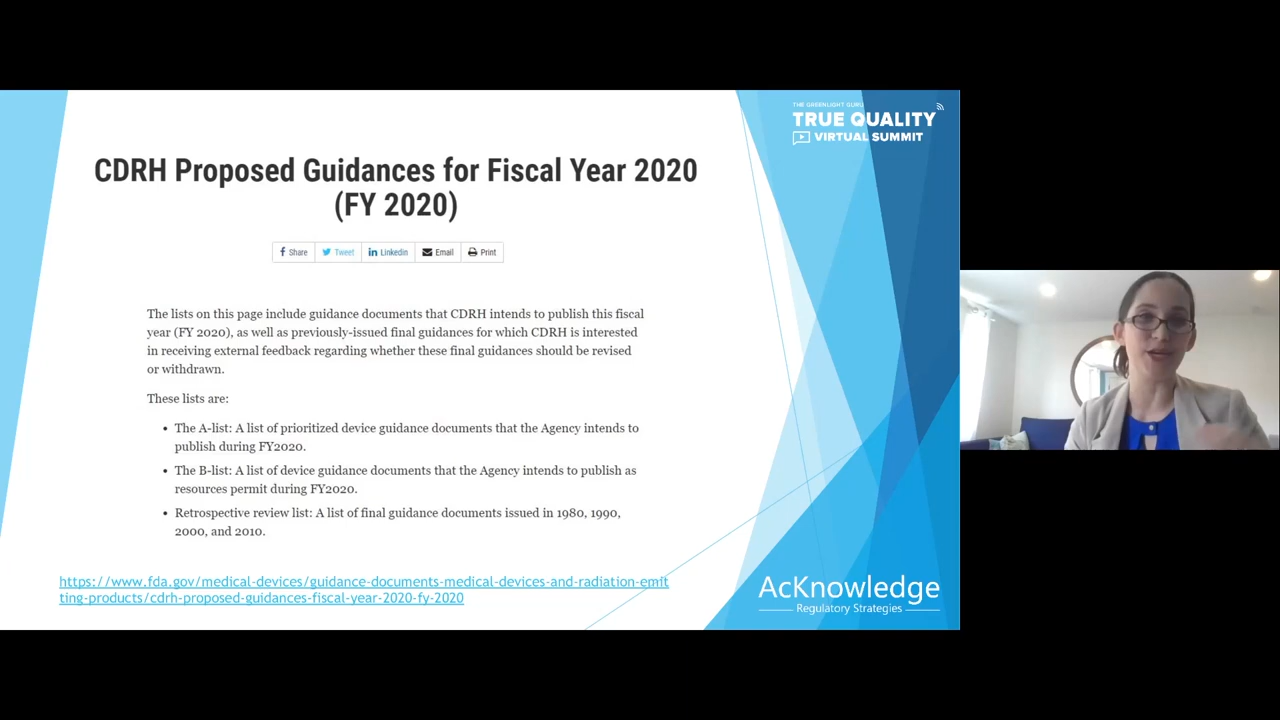 THE GREENLIGHT GURU
TRUE QUALITY
VIRTUAL SUMMIT
CDRH Proposed Guidances for Fiscal Year 2020
(FY 2020)
Share Tweet Linkedin Email Print
The lists on this page include guidance documents that CDRH intends to publish this fiscal
year (FY 2020), as well as previously-issued final guidances for which CDRH is interested
in receiving external feedback regarding whether these final guidances should be revised
or withdrawn.
These lists are:
• The A-list: A list of prioritized device guidance documents that the Agency intends to
publish during FY2020.
• The B-list: A list of device guidance documents that the Agency intends to publish as
resources permit during FY2020.
• Retrospective review list: A list of final guidance documents issued in 1980, 1990,
2000, and 2010.
https://www.fda.gov/medical-devices/guidance-documents-medical-devices-and-radiation-emit
ting-products/cdrh-proposed-guidances-fiscal-year-2020-fy-2020
AcKnowledge
Regulatory Strategies